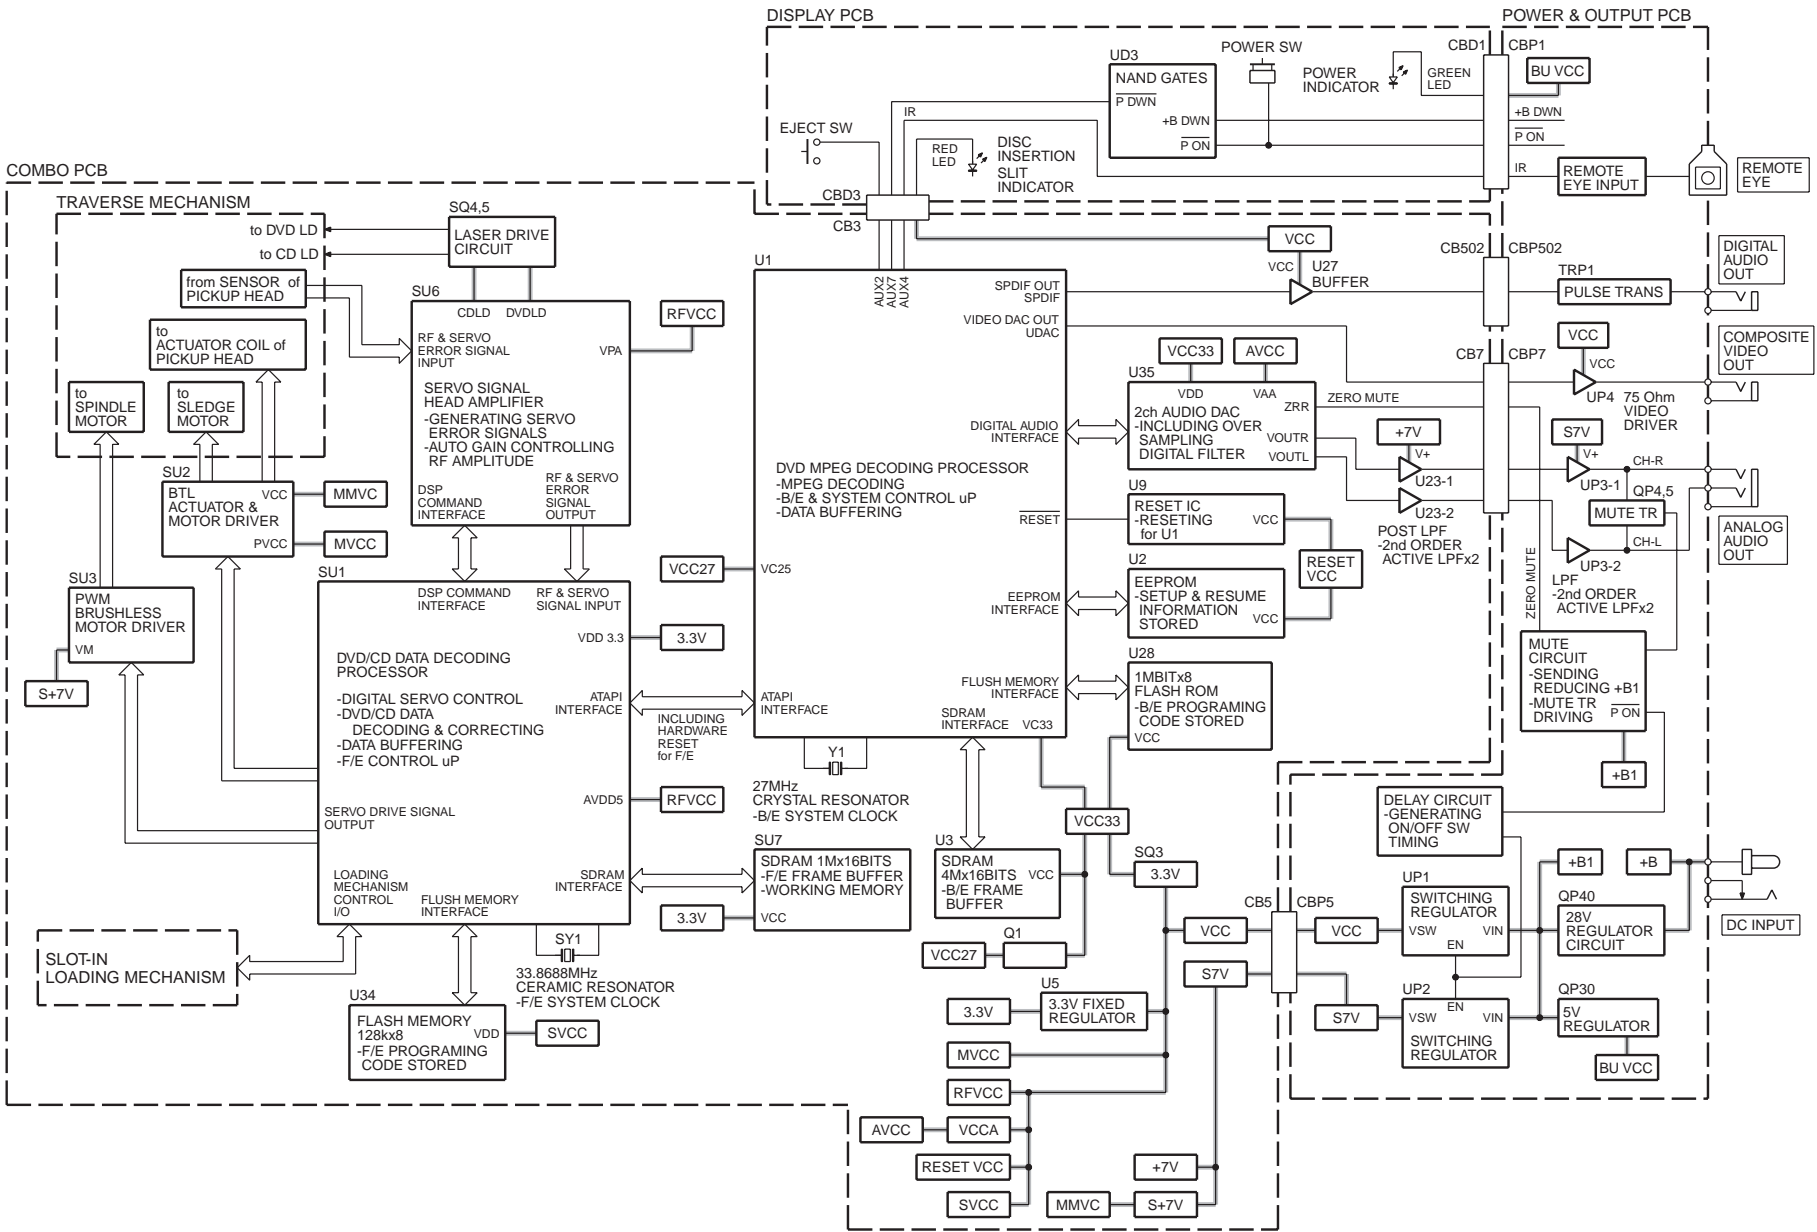 DISPLAY PCB
POWER & OUTPUT PCB
UD3
NAND GATES
P DWN
+B DWN
P ON
POWER SW
POWER
INDICATOR
GREEN
LED
CBD1
CBP1
BU VCC
+B DWN
P ON
IR
REMOTE
EYE INPUT
REMOTE
EYE
EJECT SW
IR
RED
LED
DISC
INSERTION
SLIT
INDICATOR
CBD3
CB3
COMBO PCB
TRAVERSE MECHANISM
to DVD LD
to CD LD
from SENSOR of
PICKUP HEAD
to
ACTUATOR COIL of
PICKUP HEAD
to
SPINDLE
MOTOR
to
SLEDGE
MOTOR
SQ4,5
LASER DRIVE
CIRCUIT
SU6
CDLD
DVDLD
RF & SERVO
ERROR SIGNAL
INPUT
VPA
RFVCC
SERVO SIGNAL
HEAD AMPLIFIER
-GENERATING SERVO
ERROR SIGNALS
-AUTO GAIN CONTROLLING
RF AMPLITUDE
DSP
COMMAND
INTERFACE
RF & SERVO
ERROR
SIGNAL
OUTPUT
SU2
BTL
ACTUATOR &
MOTOR DRIVER
VCC
PVCC
MMVC
MVCC
SU3
PWM
BRUSHLESS
MOTOR DRIVER
VM
S+7V
SU1
DSP COMMAND
INTERFACE
RF & SERVO
SIGNAL INPUT
VDD 3.3
3.3V
DVD/CD DATA DECODING
PROCESSOR
-DIGITAL SERVO CONTROL
-DVD/CD DATA
DECODING & CORRECTING
-DATA BUFFERING
-F/E CONTROL uP
ATAPI
INTERFACE
INCLUDING
HARDWARE
RESET
for F/E
AVDD5
RFVCC
SERVO DRIVE SIGNAL
OUTPUT
LOADING
MECHANISM
CONTROL
I/O
FLUSH MEMORY
INTERFACE
SDRAM
INTERFACE
SLOT-IN
LOADING MECHANISM
SY1
33.8688MHz
CERAMIC RESONATOR
-F/E SYSTEM CLOCK
U34
FLASH MEMORY
128kx8
-F/E PROGRAMING
CODE STORED
VDD
SVCC
U1
AUX2
AUX7
AUX4
SPDIF OUT
SPDIF
VIDEO DAC OUT
UDAC
DIGITAL AUDIO
INTERFACE
DVD MPEG DECODING PROCESSOR
-MPEG DECODING
-B/E & SYSTEM CONTROL uP
-DATA BUFFERING
RESET
VCC27
VC25
EEPROM
INTERFACE
FLUSH MEMORY
INTERFACE
ATAPI
INTERFACE
SDRAM
INTERFACE
VC33
Y1
27MHz
CRYSTAL RESONATOR
-B/E SYSTEM CLOCK
SU7
SDRAM 1Mx16BITS
-F/E FRAME BUFFER
-WORKING MEMORY
VCC
3.3V
VCC
VCC
U27
BUFFER
U35
VCC33
AVCC
VDD
VAA
2ch AUDIO DAC
-INCLUDING OVER
SAMPLING
DIGITAL FILTER
ZRR
VOUTR
VOUTL
ZERO MUTE
U9
RESET IC
-RESETING
for U1
VCC
U2
EEPROM
-SETUP & RESUME
INFORMATION
STORED
VCC
RESET
VCC
U28
1MBITx8
FLASH ROM
-B/E PROGRAMING
CODE STORED
VCC
+7V
V+
U23-1
U23-2
POST LPF
-2nd ORDER
ACTIVE LPFx2
CB502
CBP502
CB7
CBP7
TRP1
PULSE TRANS
DIGITAL
AUDIO
OUT
VCC
VCC
UP4
75 Ohm
VIDEO
DRIVER
COMPOSITE
VIDEO
OUT
S7V
V+
UP3-1
CH-R
QP4,5
MUTE TR
CH-L
UP3-2
ANALOG
AUDIO
OUT
LPF
-2nd ORDER
ACTIVE LPFx2
ZERO MUTE
MUTE
CIRCUIT
-SENDING
REDUCING +B1
-MUTE TR
DRIVING
P ON
+B1
DELAY CIRCUIT
-GENERATING
ON/OFF SW
TIMING
+B1
+B
UP1
SWITCHING
REGULATOR
VSW
VIN
EN
QP40
28V
REGULATOR
CIRCUIT
DC INPUT
UP2
EN
VSW
VIN
SWITCHING
REGULATOR
QP30
5V
REGULATOR
BU VCC
CB5
CBP5
VCC
VCC
S7V
S7V
VCC33
U3
SDRAM
4Mx16BITS
-B/E FRAME
BUFFER
VCC
SQ3
3.3V
VCC27
Q1
U5
3.3V
3.3V FIXED
REGULATOR
MVCC
RFVCC
AVCC
VCCA
RESET VCC
SVCC
+7V
MMVC
S+7V